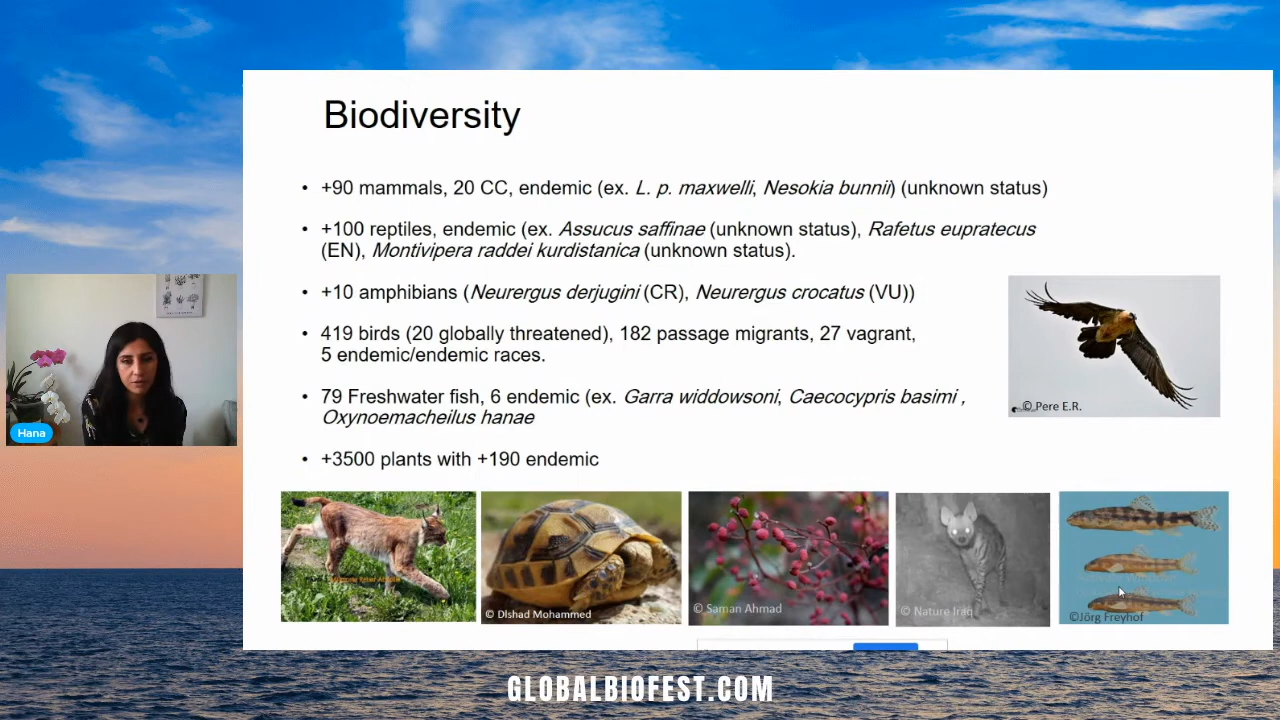 Biodiversity
• +90 mammals, 20 CC, endemic (ex. L. p. maxwelli, Nesokia bunnii) (unknown status)
• +100 reptiles, endemic (ex. Assucus saffinae (unknown status), Rafetus eupratecus
(EN), Montivipera raddei kurdistanica (unknown status).
• +10 amphibians (Neurergus derjugini (CR), Neurergus crocatus (VU))
• 419 birds (20 globally threatened), 182 passage migrants, 27 vagrant,
5 endemic/endemic races.
• 79 Freshwater fish, 6 endemic (ex. Garra widdowsoni, Caecocypris basimi ,
Oxynoemacheilus hanae
• +3500 plants with +190 endemic
© Pere E.R.
Hana
© Dlshad Mohammed
© Saman Ahmad
© Nature Iraq
©Jörg Freyhof
GLOBALBIOFEST.COM